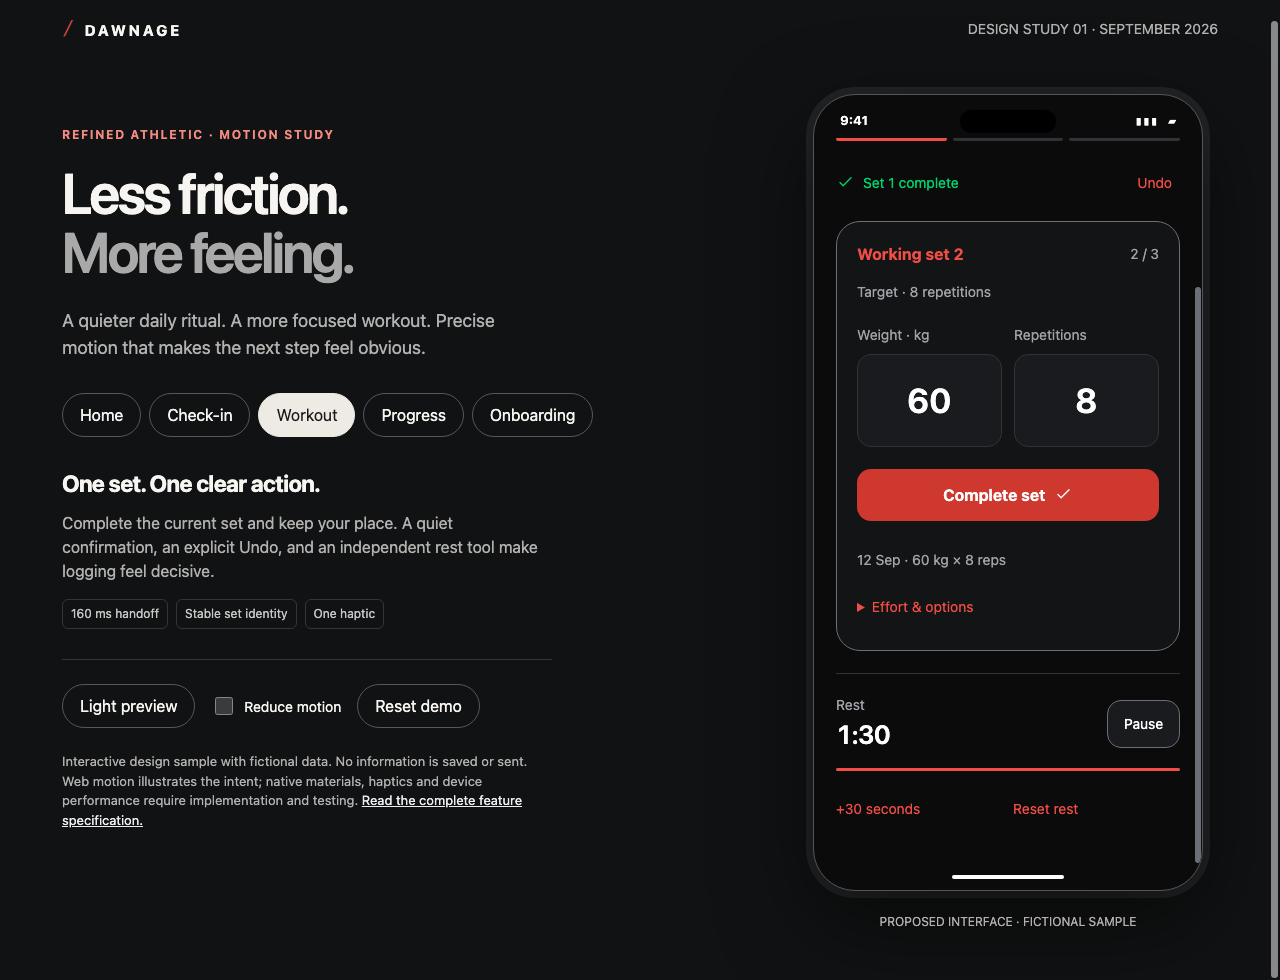 / DAWNAGE
DESIGN STUDY 01 · SEPTEMBER 2026
REFINED ATHLETIC · MOTION STUDY
Less friction.
More feeling.
A quieter daily ritual. A more focused workout. Precise
motion that makes the next step feel obvious.
Home
Check-in
Workout
Progress
Onboarding
One set. One clear action.
Complete the current set and keep your place. A quiet
confirmation, an explicit Undo, and an independent rest tool make
logging feel decisive.
160 ms handoff
Stable set identity
One haptic
Light preview
Reduce motion
Reset demo
Interactive design sample with fictional data. No information is saved or sent.
Web motion illustrates the intent; native materials, haptics and device
performance require implementation and testing. Read the complete feature
specification.
9:41
Set 1 complete
Undo
Working set 2
2 / 3
Target · 8 repetitions
Weight · kg
Repetitions
60
8
Complete set
12 Sep · 60 kg × 8 reps
Effort & options
Rest
1:30
Pause
+30 seconds
Reset rest
PROPOSED INTERFACE · FICTIONAL SAMPLE